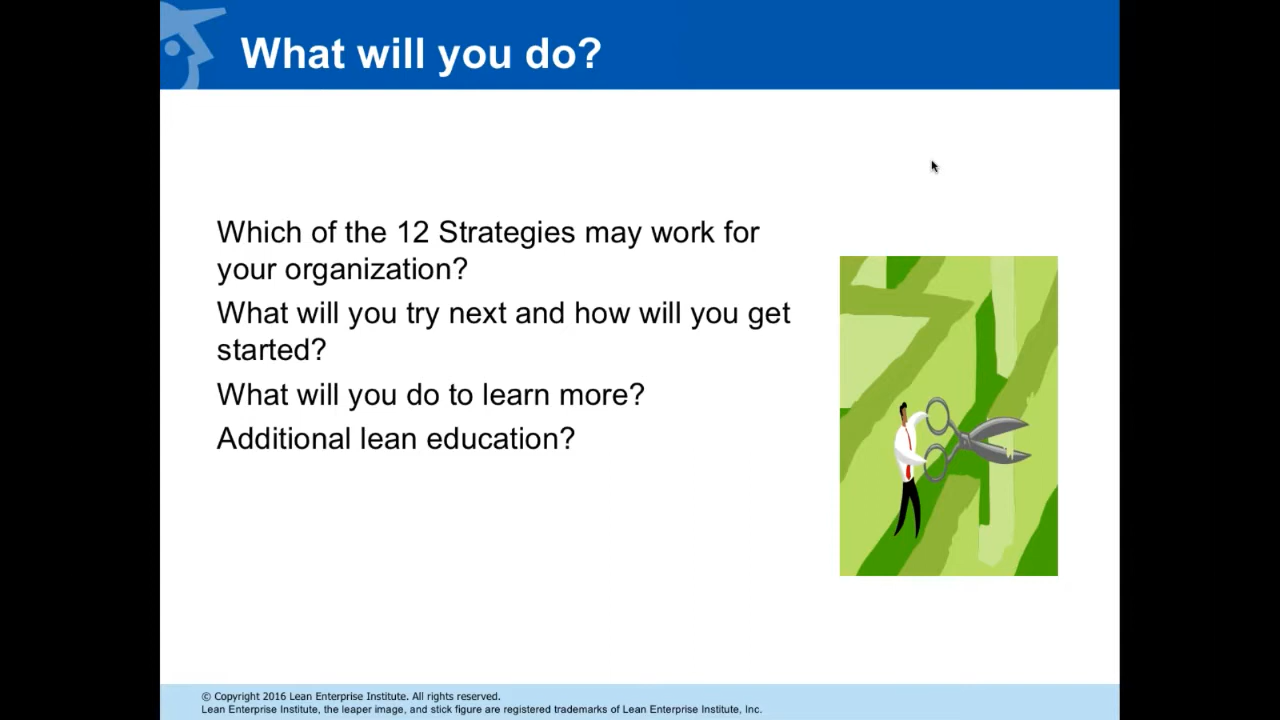 What will you do?
Which of the 12 Strategies may work for
your organization?
What will you try next and how will you get
started?
What will you do to learn more?
Additional lean education?
© Copyright 2016 Lean Enterprise Institute. All rights reserved.
Lean Enterprise Institute, the leaper image, and stick figure are registered trademarks of Lean Enterprise Institute, Inc.